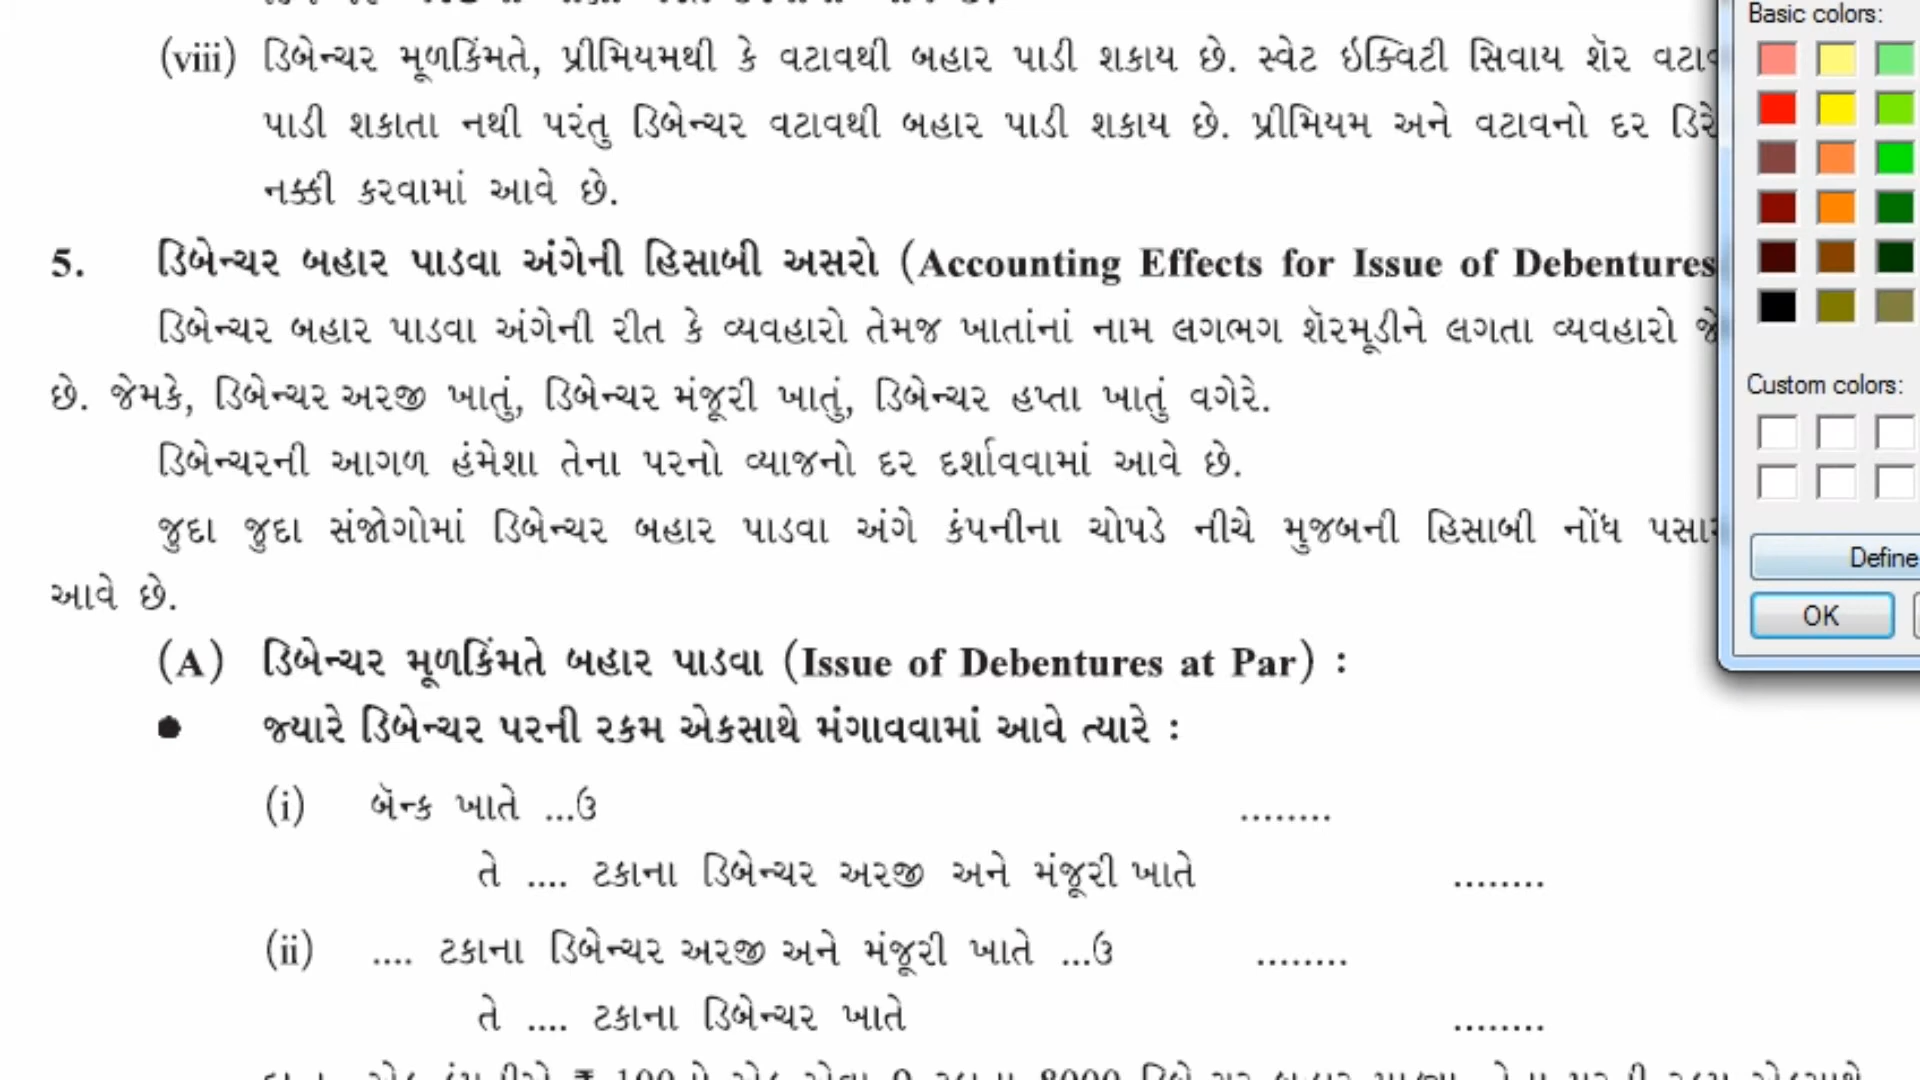 (viii) ડિબેન્ચર મૂળકિંમતે, પ્રીમિયમથી કે વટાવથી બહાર પાડી શકાય છે. સ્વેટ ઇક્વિટી સિવાય શૅર
પાડી શકાતા નથી પરંતુ ડિબેન્ચર વટાવથી બહાર પાડી શકાય છે. પ્રીમિયમ અને વટાવનો દર
નક્કી કરવામાં આવે છે.
5. ડિબેન્ચર બહાર પાડવા અંગેની હિસાબી અસરો (Accounting Effects for Issue of Debentures
ડિબેન્ચર બહાર પાડવા અંગેની રીત કે વ્યવહારો તેમજ ખાતાંનાં નામ લગભગ શૅરમૂડીને લગતા વ્યવહારો
છે. જેમકે, ડિબેન્ચર અરજી ખાતું, ડિબેન્ચર મંજૂરી ખાતું, ડિબેન્ચર હપ્તા ખાતું વગેરે.
ડિબેન્ચરની આગળ હંમેશા તેના પરનો વ્યાજનો દર દર્શાવવામાં આવે છે.
જુદા જુદા સંજોગોમાં ડિબેન્ચર બહાર પાડવા અંગે કંપનીના ચોપડે નીચે મુજબની હિસાબી નોંધ
આવે છે.
(A) ડિબેન્ચર મૂળકિંમતે બહાર પાડવા (Issue of Debentures at Par) :
● જ્યારે ડિબેન્ચર પરની રકમ એકસાથે મંગાવવામાં આવે ત્યારે :
(i) બૅન્ક ખાતે ...ઉ ........
તે .... ટકાના ડિબેન્ચર અરજી અને મંજૂરી ખાતે ........
(ii) .... ટકાના ડિબેન્ચર અરજી અને મંજૂરી ખાતે ...ઉ ........
તે .... ટકાના ડિબેન્ચર ખાતે ........
Basic colors:
Custom colors:
Define
OK